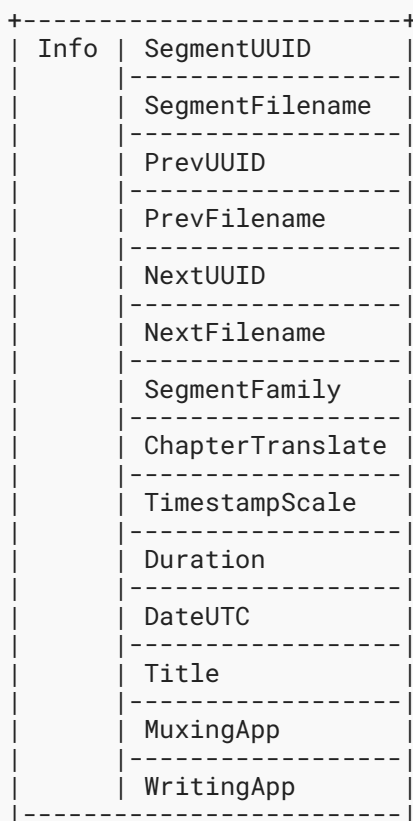 +-------------------------+
| Info | SegmentUUID      |
|      |------------------|
|      | SegmentFilename  |
|      |------------------|
|      | PrevUUID         |
|      |------------------|
|      | PrevFilename     |
|      |------------------|
|      | NextUUID         |
|      |------------------|
|      | NextFilename     |
|      |------------------|
|      | SegmentFamily    |
|      |------------------|
|      | ChapterTranslate |
|      |------------------|
|      | TimestampScale   |
|      |------------------|
|      | Duration         |
|      |------------------|
|      | DateUTC          |
|      |------------------|
|      | Title            |
|      |------------------|
|      | MuxingApp        |
|      |------------------|
|      | WritingApp       |
|-------------------------|